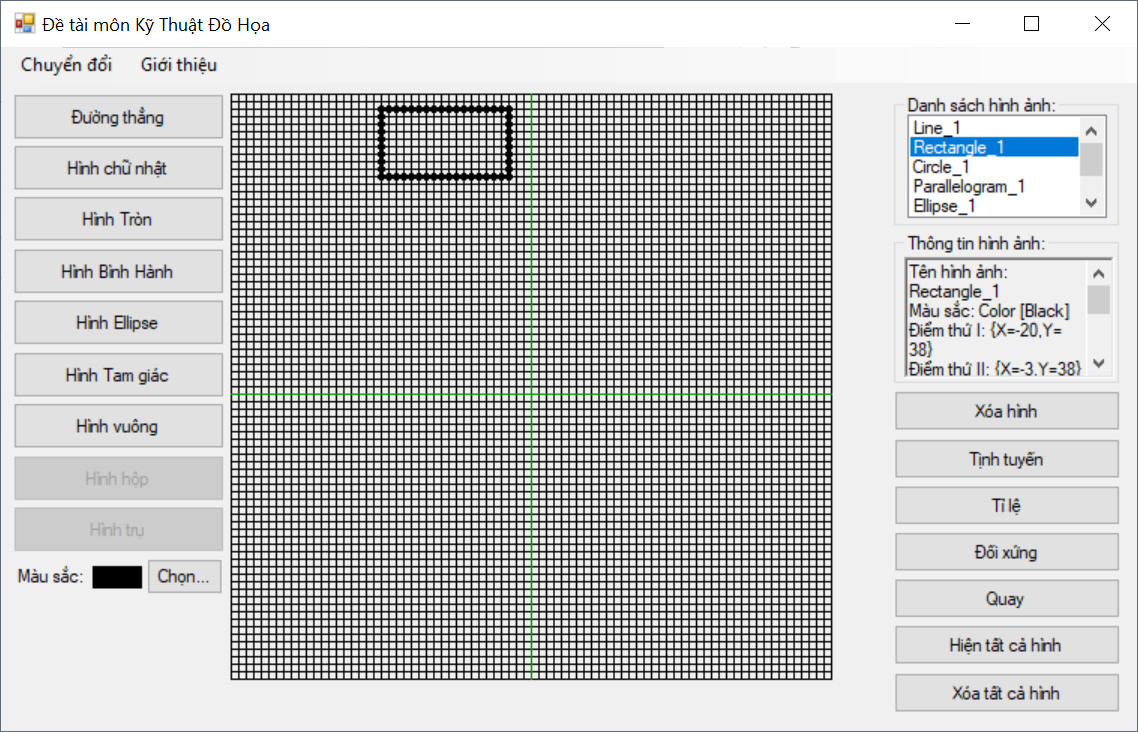 Đề tài môn Kỹ Thuật Đồ Họa
Chuyển đổi Giới thiệu
Đường thẳng
Hình chữ nhật
Hình Tròn
Hình Bình Hành
Hình Ellipse
Hình Tam giác
Hình vuông
Hình hộp
Hình trụ
Màu sắc: Chọn...
Danh sách hình ảnh:
Line_1
Rectangle_1
Circle_1
Parallelogram_1
Ellipse_1
Thông tin hình ảnh:
Tên hình ảnh:
Rectangle_1
Màu sắc: Color [Black]
Điểm thứ I: {X=-20,Y=
38}
Điểm thứ II: {X=-3,Y=38}
Xóa hình
Tịnh tuyến
Tỉ lệ
Đối xứng
Quay
Hiện tất cả hình
Xóa tất cả hình